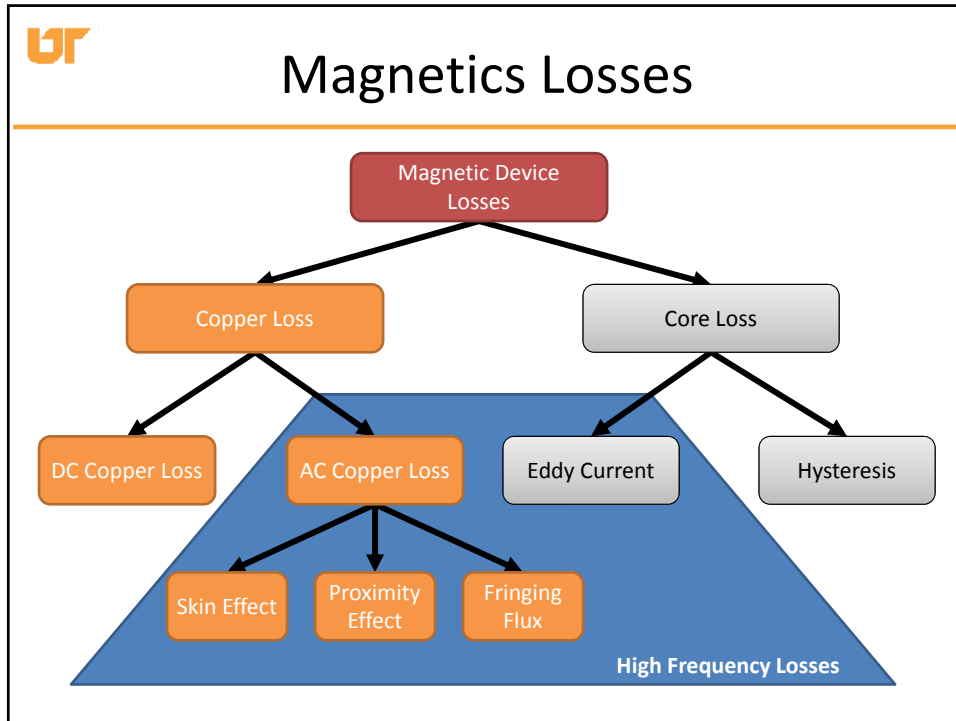 UT
Magnetics Losses
Magnetic Device
Losses
Copper Loss
Core Loss
DC Copper Loss
AC Copper Loss
Eddy Current
Hysteresis
Skin Effect
Proximity
Effect
Fringing
Flux
High Frequency Losses